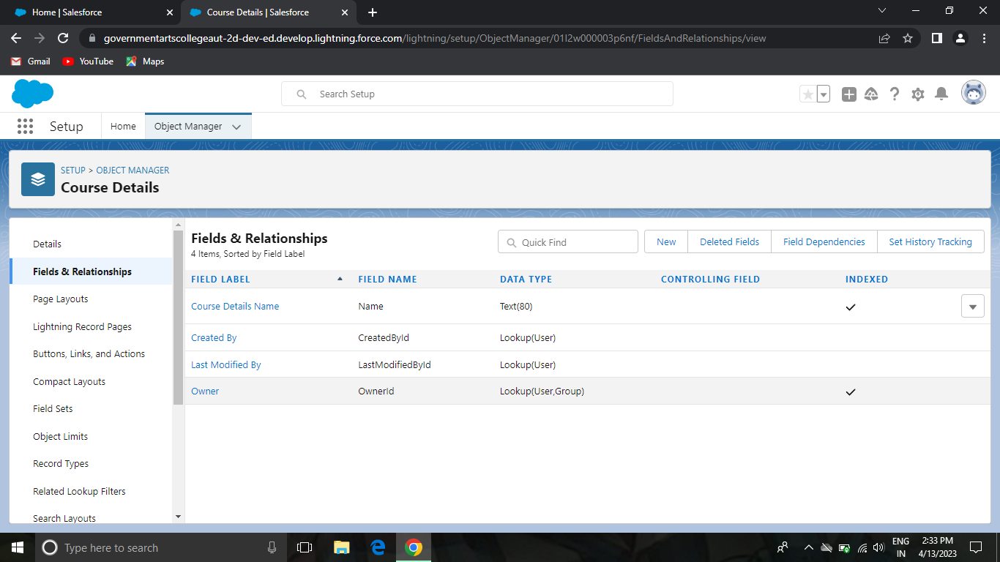 Home | Salesforce
Course Details | Salesforce
governmentartscollegeaut-2d-dev-ed.develop.lightning.force.com/lightning/setup/ObjectManager/01I2w000003p6nf/FieldsAndRelationships/view
Gmail
YouTube
Maps
Search Setup
Setup
Home
Object Manager
SETUP > OBJECT MANAGER
Course Details
Details
Fields & Relationships
Page Layouts
Lightning Record Pages
Buttons, Links, and Actions
Compact Layouts
Field Sets
Object Limits
Record Types
Related Lookup Filters
Search Layouts
Fields & Relationships
4 Items, Sorted by Field Label
Quick Find
New
Deleted Fields
Field Dependencies
Set History Tracking
FIELD LABEL FIELD NAME DATA TYPE CONTROLLING FIELD INDEXED
Course Details Name Name Text(80)
Created By CreatedById Lookup(User)
Last Modified By LastModifiedById Lookup(User)
Owner OwnerId Lookup(User,Group)
Type here to search
ENG
IN
2:33 PM
4/13/2023